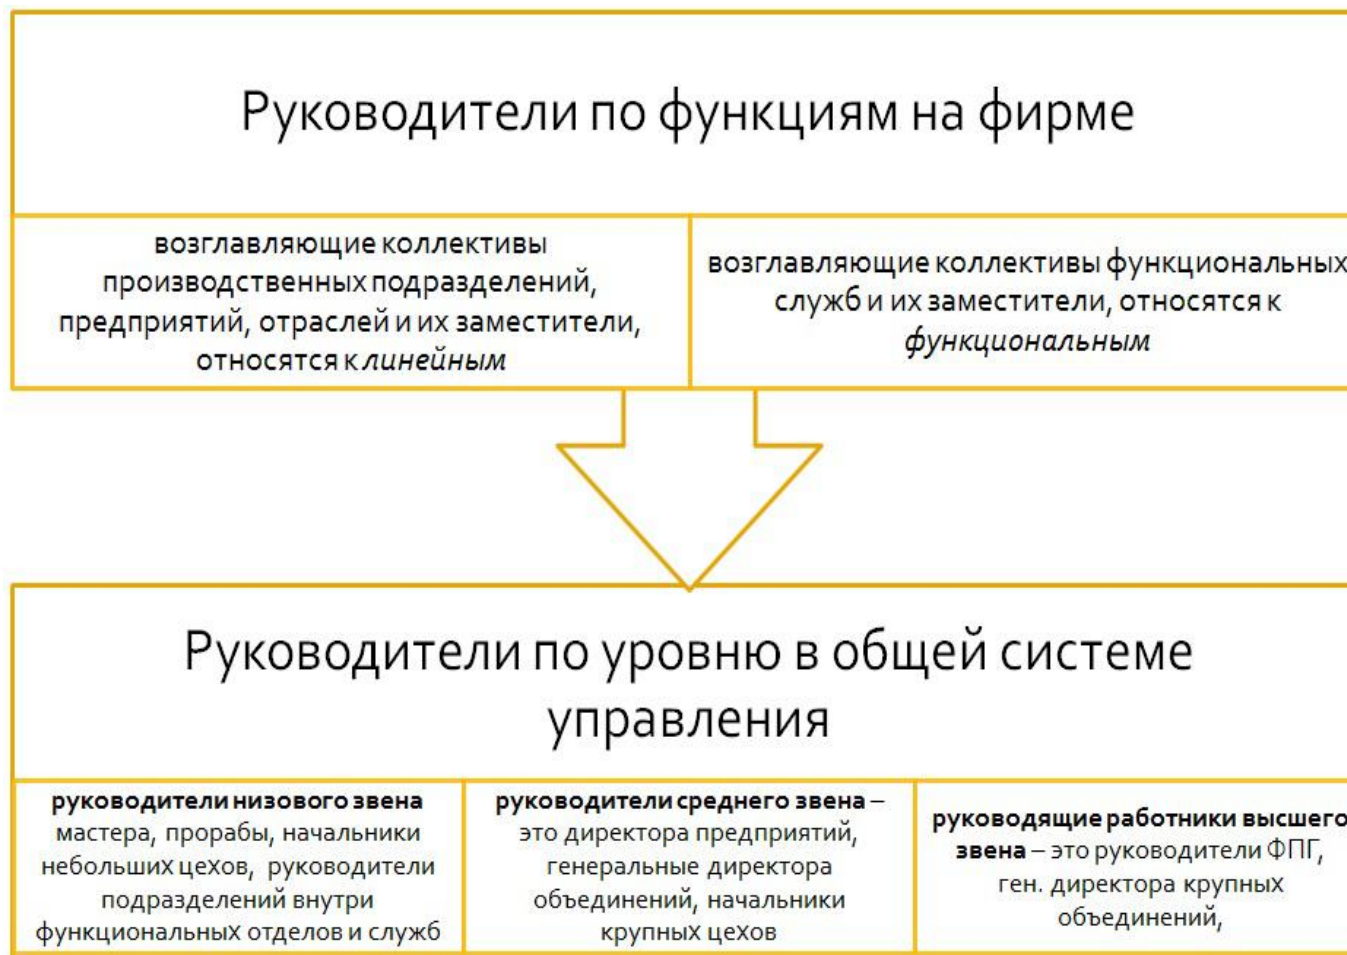 Руководители по функциям на фирме
возглавляющие коллективы
производственных подразделений,
предприятий, отраслей и их заместители,
относятся к линейным
возглавляющие коллективы функциональных
служб и их заместители, относятся к
функциональным
Руководители по уровню в общей системе
управления
руководители низового звена
мастера, прорабы, начальники
небольших цехов, руководители
подразделений внутри
функциональных отделов и служб
руководители среднего звена –
это директора предприятий,
генеральные директора
объединений, начальники
крупных цехов
руководящие работники высшего
звена – это руководители ФПГ,
ген. директора крупных
объединений,